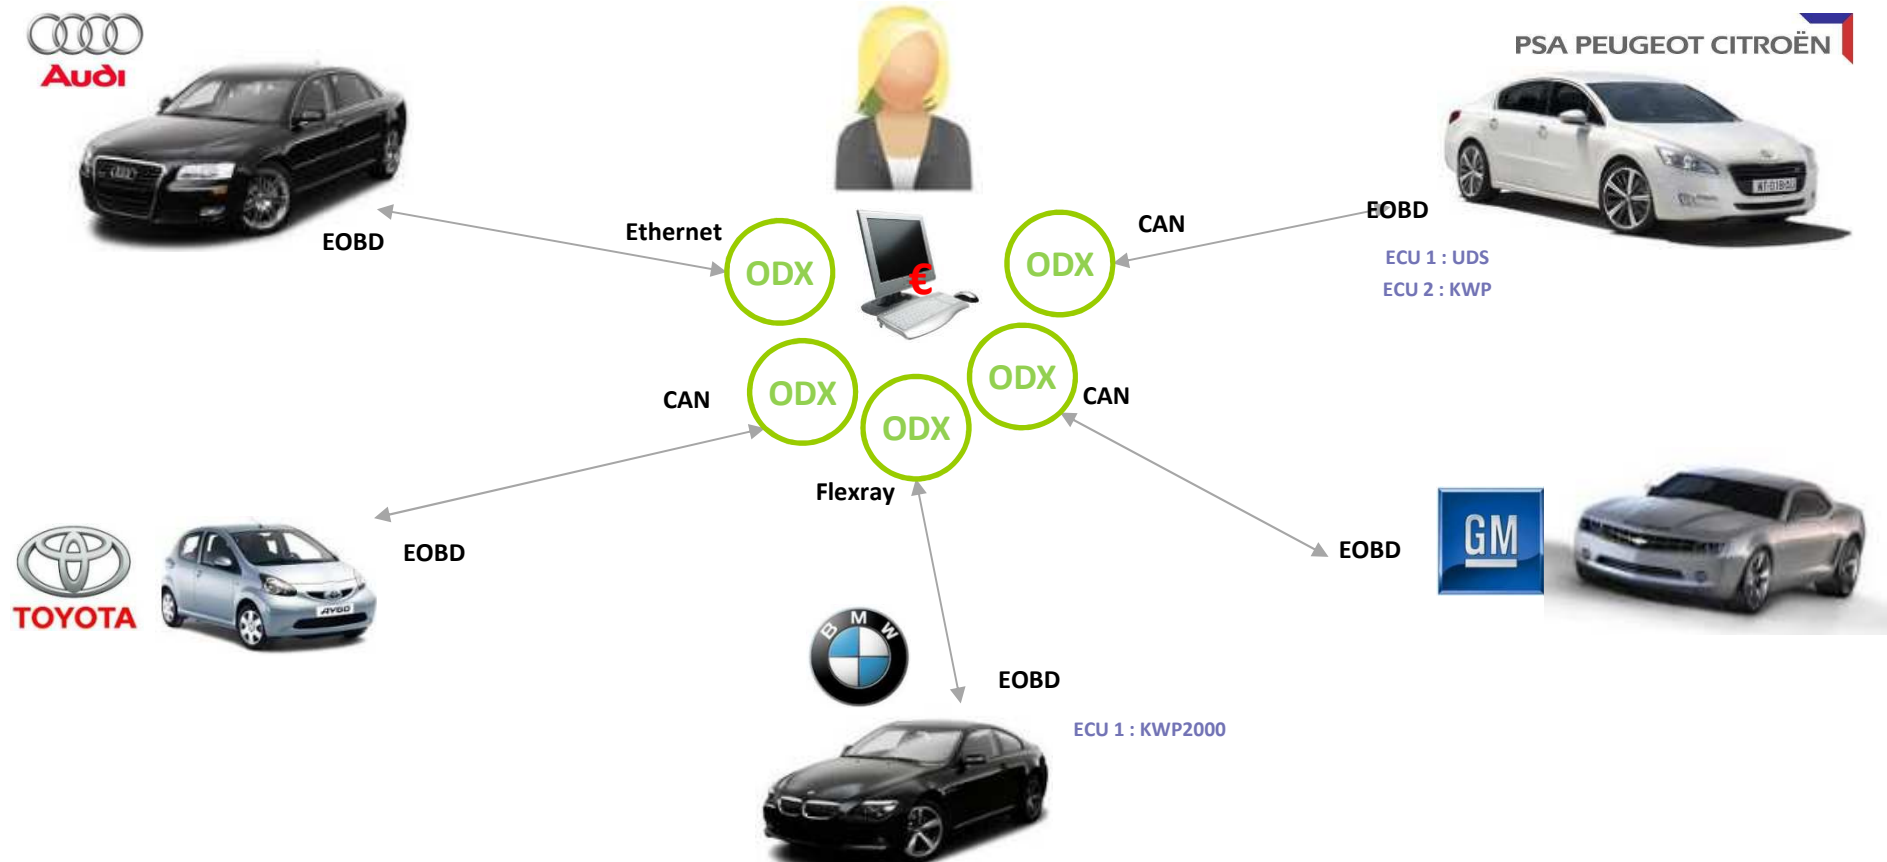 Audi
PSA PEUGEOT CITROËN
EOBD
Ethernet
ODX
€
ODX
CAN
EOBD
ECU 1 : UDS
ECU 2 : KWP
CAN
ODX
ODX
ODX
CAN
Flexray
TOYOTA
AYGO
EOBD
EOBD
GM
BMW
EOBD
ECU 1 : KWP2000